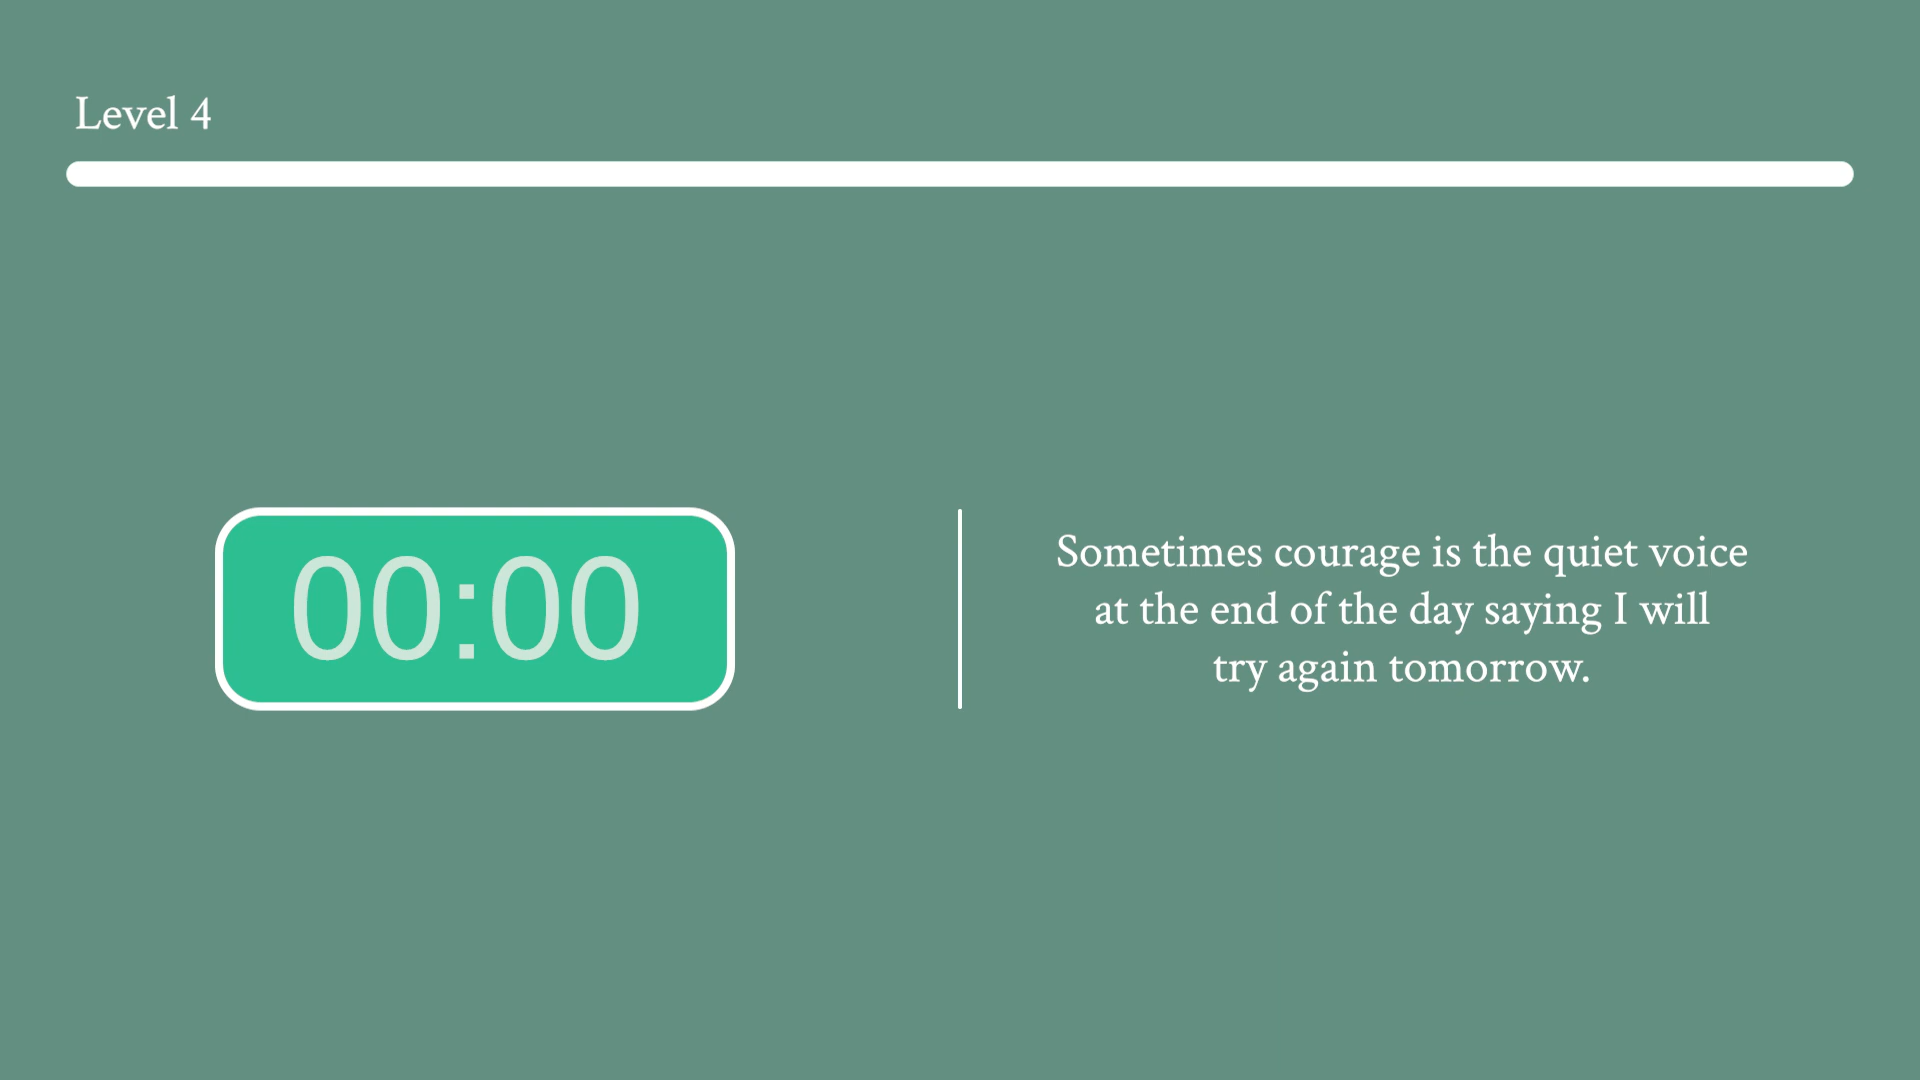 Level 4
00:00
Sometimes courage is the quiet voice
at the end of the day saying I will
try again tomorrow.